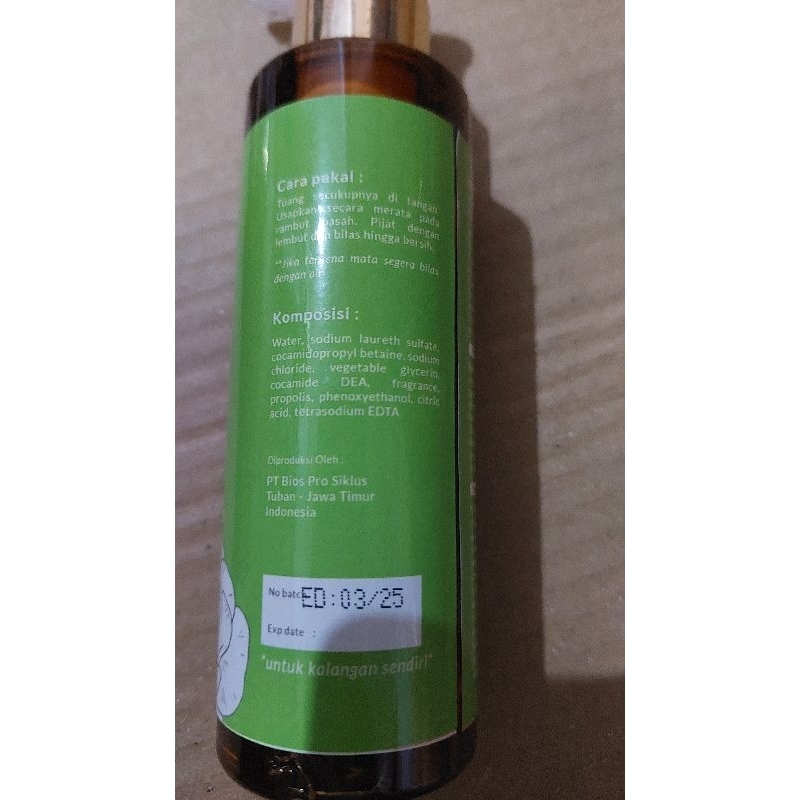 Cara pakai :
Tuang secukupnya di tangan.
Usapkan secara merata pada
rambut basah. Pijat dengan
lembut dan bilas hingga bersih.
**Jika terkena mata segera bilas
dengan air
Komposisi :
Water, sodium laureth sulfate,
cocamidopropyl betaine, sodium
chloride, vegetable glycerin,
cocamide DEA, fragrance,
propolis, phenoxyethanol, citric
acid, tetrasodium EDTA
Diproduksi Oleh :
PT Bios Pro Siklus
Tuban - Jawa Timur
Indonesia
No batch ED:03/25
Exp date :
"untuk kalangan sendiri"